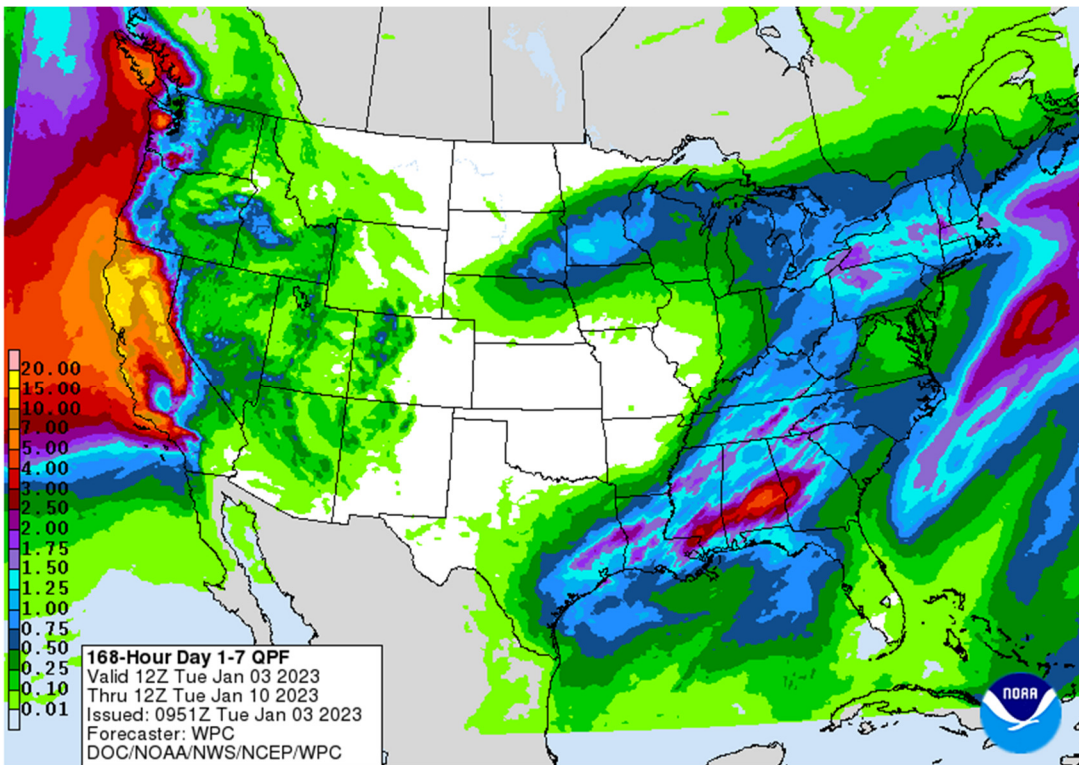 20.00
15.00
10.00
7.00
5.00
4.00
3.00
2.50
2.00
1.75
1.50
1.25
1.00
0.75
0.50
0.25
0.10
0.01
168-Hour Day 1-7 QPF
Valid 12Z Tue Jan 03 2023
Thru 12Z Tue Jan 10 2023
Issued: 0951Z Tue Jan 03 2023
Forecaster: WPC
DOC/NOAA/NWS/NCEP/WPC
NOAA